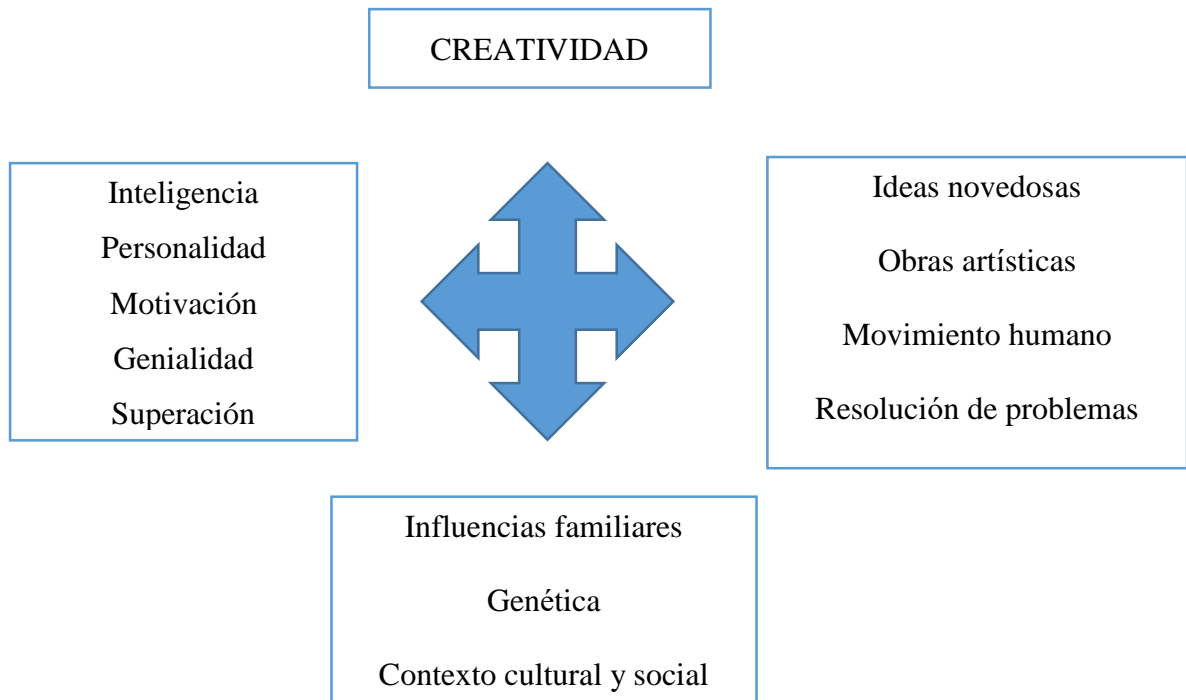 CREATIVIDAD
Inteligencia
Personalidad
Motivación
Genialidad
Superación
Ideas novedosas
Obras artísticas
Movimiento humano
Resolución de problemas
Influencias familiares
Genética
Contexto cultural y social